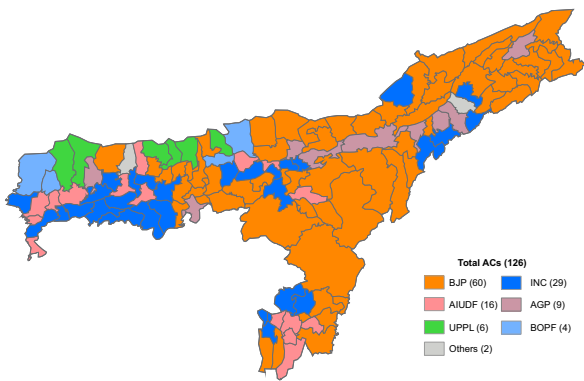 Total ACs (126)
BJP (60) INC (29)
AIUDF (16) AGP (9)
UPPL (6) BOPF (4)
Others (2)